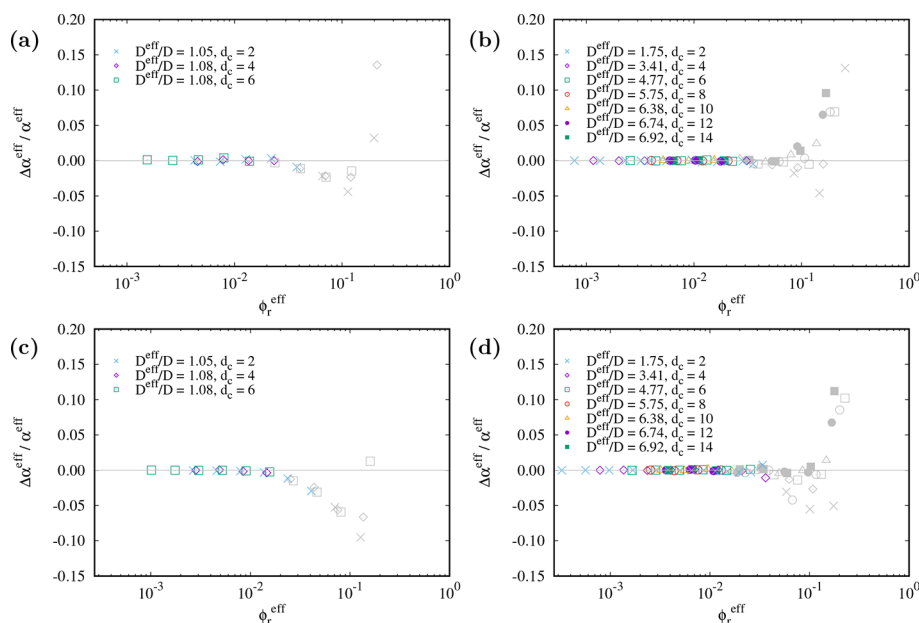 (a)
0.20
0.15
0.10
0.05
0.00
-0.05
-0.10
-0.15
Δα^eff / α^eff
D^eff/D = 1.05, d_c = 2
D^eff/D = 1.08, d_c = 4
D^eff/D = 1.08, d_c = 6
10^-3 10^-2 10^-1 10^0
ϕ_r^eff
(b)
0.20
0.15
0.10
0.05
0.00
-0.05
-0.10
-0.15
Δα^eff / α^eff
D^eff/D = 1.75, d_c = 2
D^eff/D = 3.41, d_c = 4
D^eff/D = 4.77, d_c = 6
D^eff/D = 5.75, d_c = 8
D^eff/D = 6.38, d_c = 10
D^eff/D = 6.74, d_c = 12
D^eff/D = 6.92, d_c = 14
10^-3 10^-2 10^-1 10^0
ϕ_r^eff
(c)
0.20
0.15
0.10
0.05
0.00
-0.05
-0.10
-0.15
Δα^eff / α^eff
D^eff/D = 1.05, d_c = 2
D^eff/D = 1.08, d_c = 4
D^eff/D = 1.08, d_c = 6
10^-3 10^-2 10^-1 10^0
ϕ_r^eff
(d)
0.20
0.15
0.10
0.05
0.00
-0.05
-0.10
-0.15
Δα^eff / α^eff
D^eff/D = 1.75, d_c = 2
D^eff/D = 3.41, d_c = 4
D^eff/D = 4.77, d_c = 6
D^eff/D = 5.75, d_c = 8
D^eff/D = 6.38, d_c = 10
D^eff/D = 6.74, d_c = 12
D^eff/D = 6.92, d_c = 14
10^-3 10^-2 10^-1 10^0
ϕ_r^eff